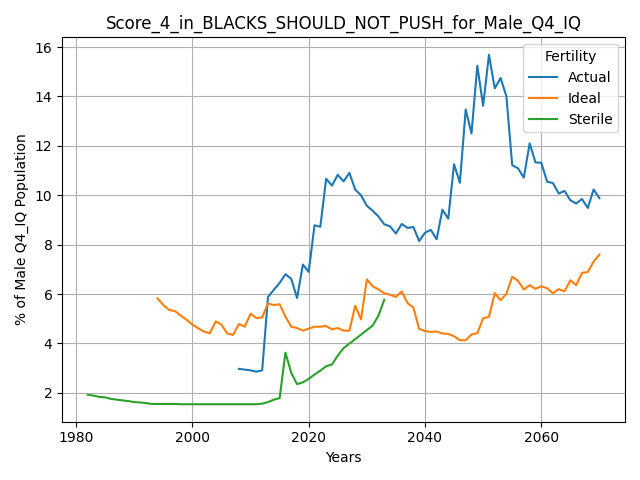 Score_4_in_BLACKS_SHOULD_NOT_PUSH_for_Male_Q4_IQ
% of Male Q4_IQ Population
16
14
12
10
8
6
4
2
Fertility
Actual
Ideal
Sterile
1980 2000 2020 2040 2060
Years